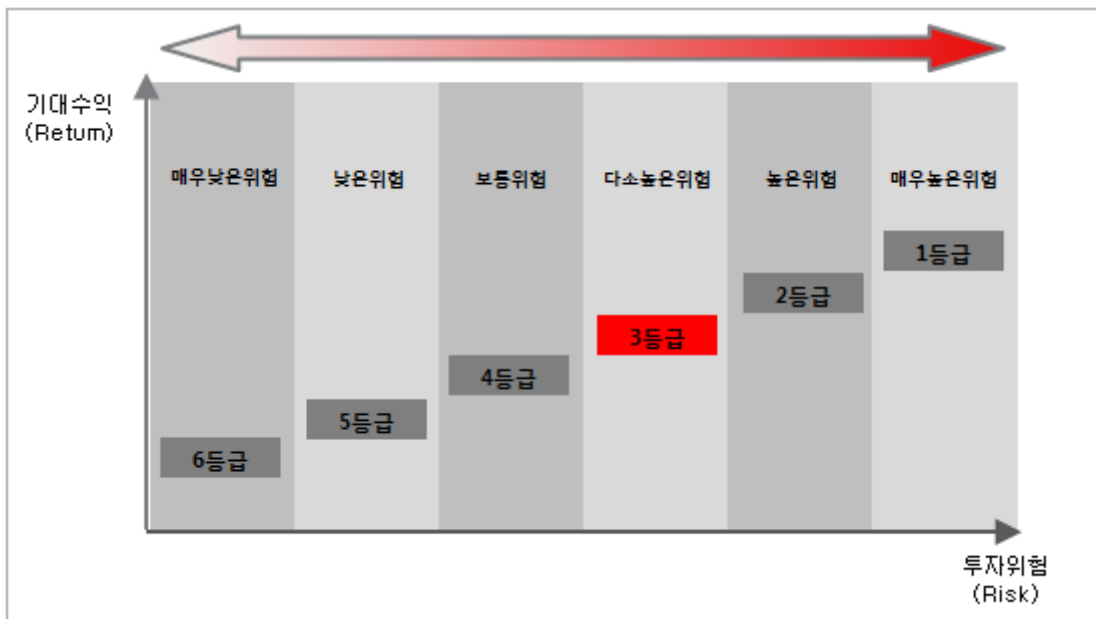 기대수익
(Retum)
매우낮은위험 낮은위험 보통위험 다소높은위험 높은위험 매우높은위험
1등급
2등급
3등급
4등급
5등급
6등급
투자위험
(Risk)